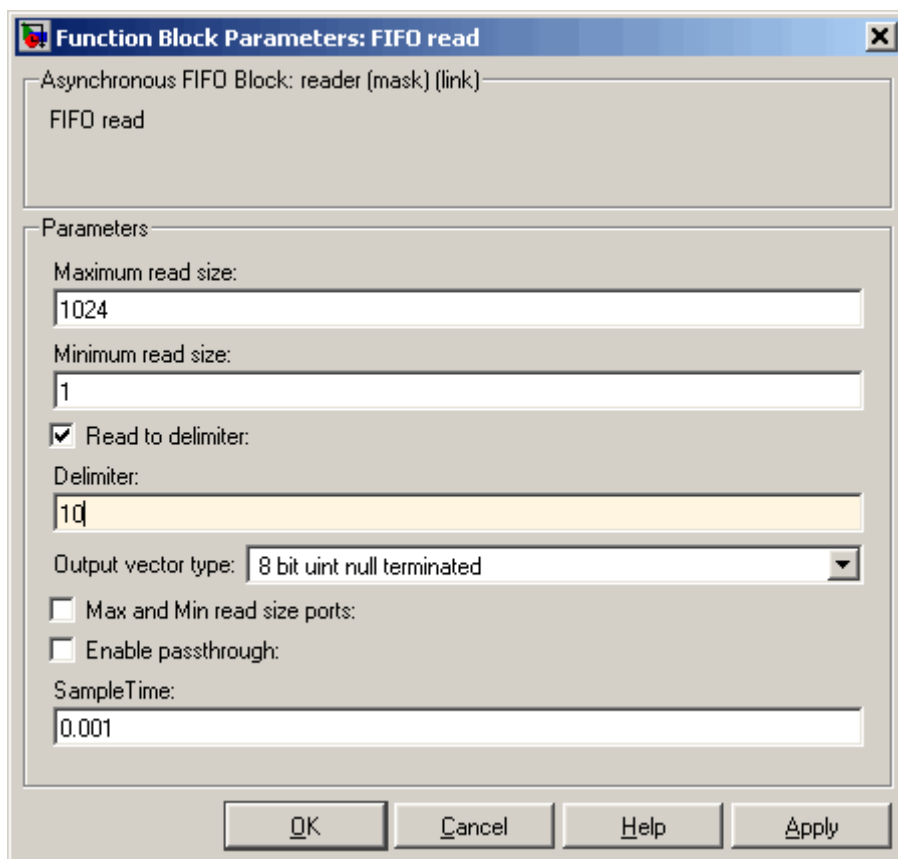 Function Block Parameters: FIFO read
Asynchronous FIFO Block: reader (mask) (link)
FIFO read
Parameters
Maximum read size:
1024
Minimum read size:
1
Read to delimiter:
Delimiter:
10
Output vector type: 8 bit uint null terminated
Max and Min read size ports:
Enable passthrough:
SampleTime:
0.001
OK Cancel Help Apply